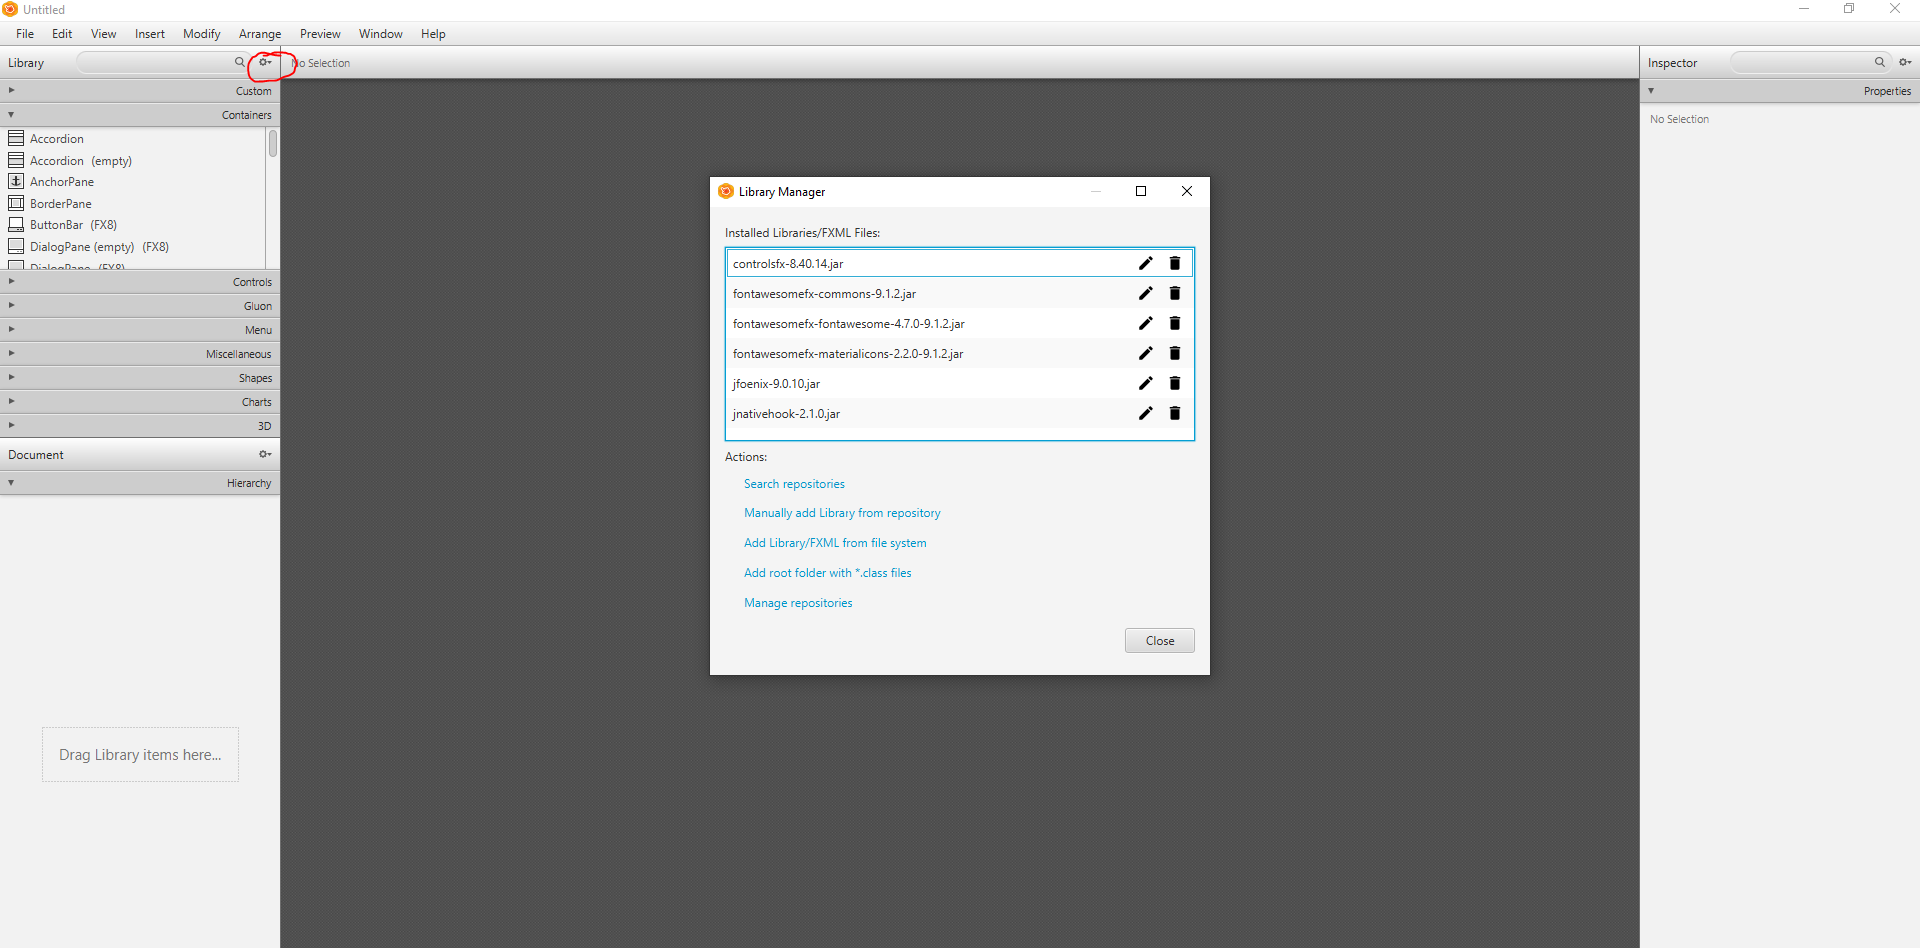 Untitled
File Edit View Insert Modify Arrange Preview Window Help
Library
No Selection
Inspector
Custom
Properties
Containers
Accordion
No Selection
Accordion (empty)
AnchorPane
BorderPane
ButtonBar (FX8)
DialogPane (empty) (FX8)
DialogPane (FX8)
Controls
Gluon
Menu
Miscellaneous
Shapes
Charts
3D
Document
Hierarchy
Drag Library items here...
Library Manager
Installed Libraries/FXML Files:
controlsfx-8.40.14.jar
fontawesomefx-commons-9.1.2.jar
fontawesomefx-fontawesome-4.7.0-9.1.2.jar
fontawesomefx-materialicons-2.2.0-9.1.2.jar
jfoenix-9.0.10.jar
jnativehook-2.1.0.jar
Actions:
Search repositories
Manually add Library from repository
Add Library/FXML from file system
Add root folder with *.class files
Manage repositories
Close